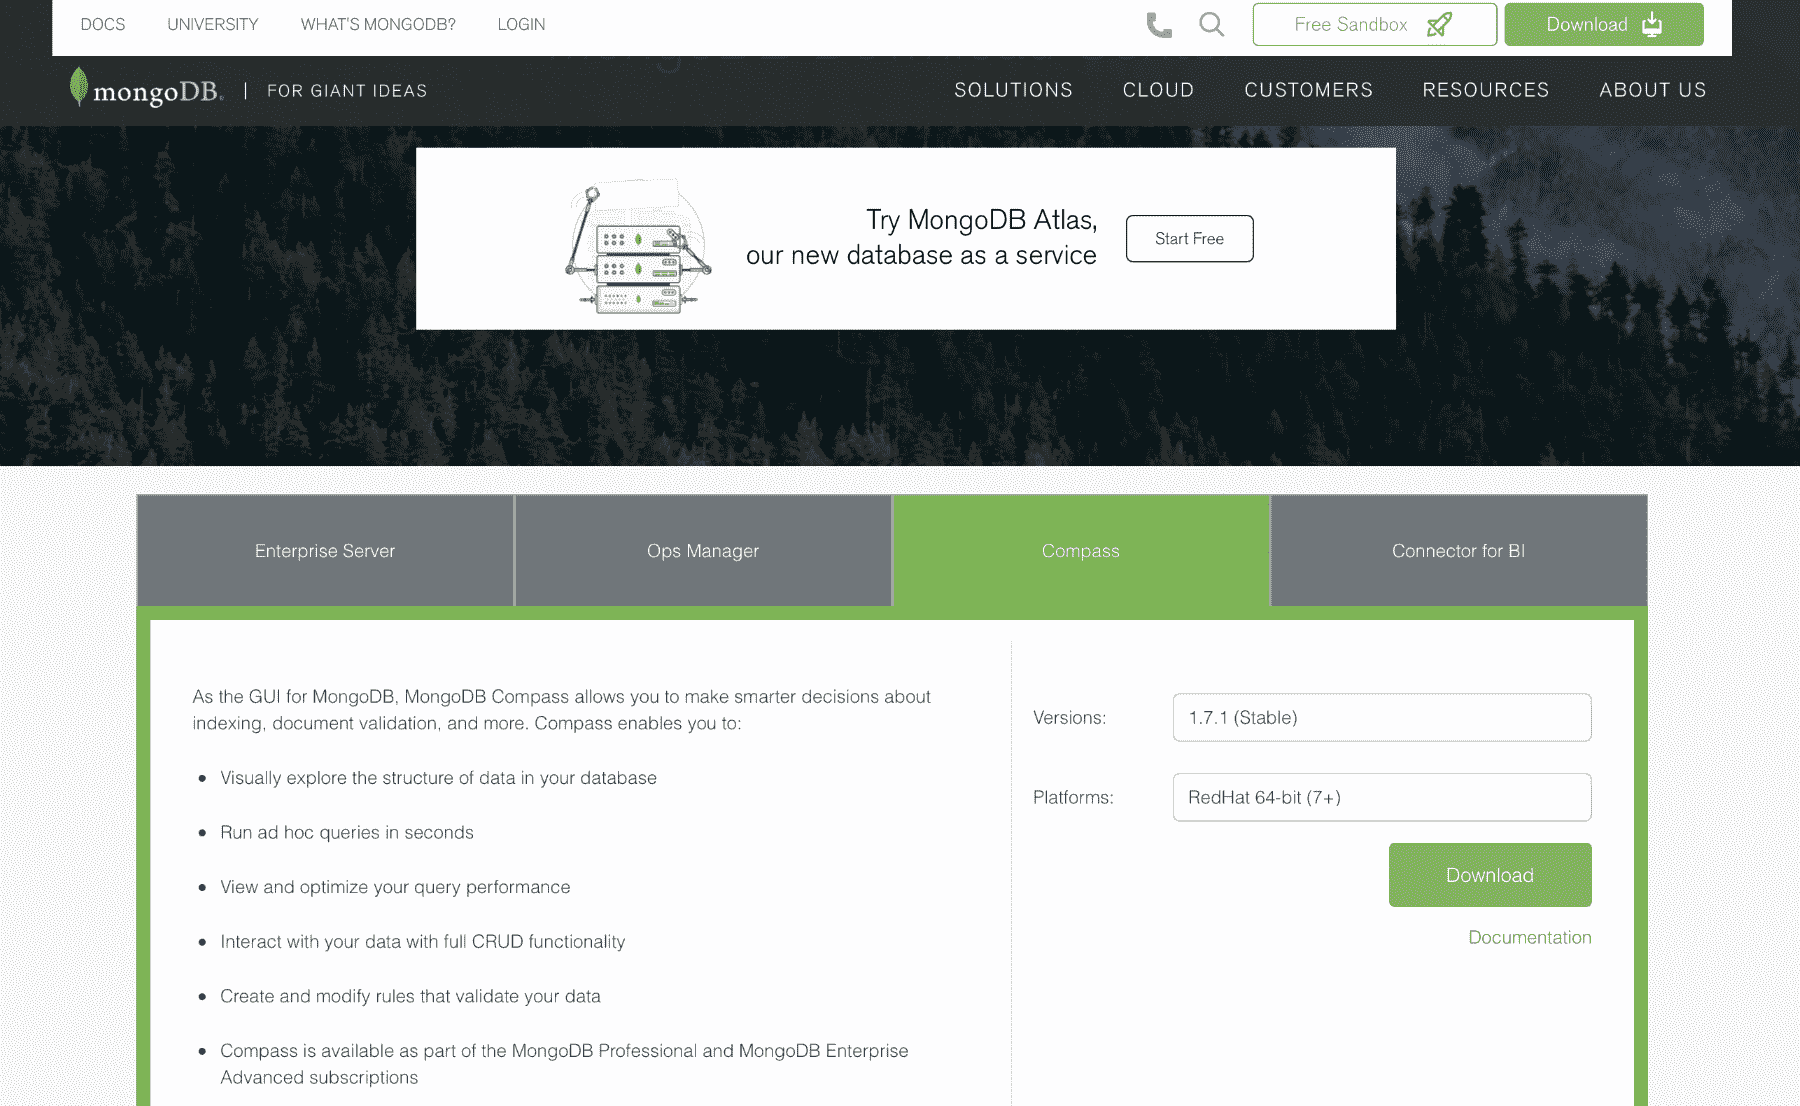 DOCS UNIVERSITY WHAT'S MONGODB? LOGIN Free Sandbox Download
mongoDB. | FOR GIANT IDEAS SOLUTIONS CLOUD CUSTOMERS RESOURCES ABOUT US
Try MongoDB Atlas,
our new database as a service
Start Free
Enterprise Server Ops Manager Compass Connector for BI
As the GUI for MongoDB, MongoDB Compass allows you to make smarter decisions about
indexing, document validation, and more. Compass enables you to:
• Visually explore the structure of data in your database
• Run ad hoc queries in seconds
• View and optimize your query performance
• Interact with your data with full CRUD functionality
• Create and modify rules that validate your data
• Compass is available as part of the MongoDB Professional and MongoDB Enterprise
Advanced subscriptions
Versions: 1.7.1 (Stable)
Platforms: RedHat 64-bit (7+)
Download
Documentation